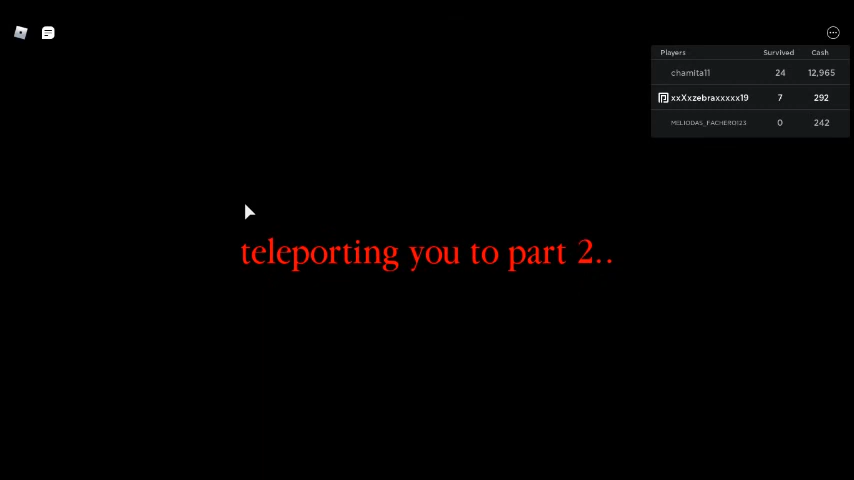 Players Survived Cash
chamita11 24 12,965
xxXxzebraxxxxx19 7 292
MELIODAS_FACHERO123 0 242
teleporting you to part 2..